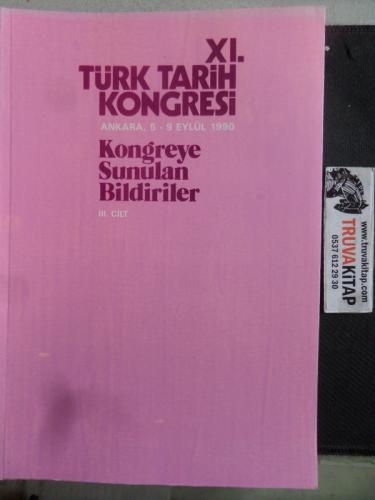 XI.
TÜRK TARİH
KONGRESİ
ANKARA, 5 - 9 EYLÜL 1990
Kongreye
Sunulan
Bildiriler
III. CİLT
www.truvakitap.com
TRUVAKİTAP
0537 612 29 30